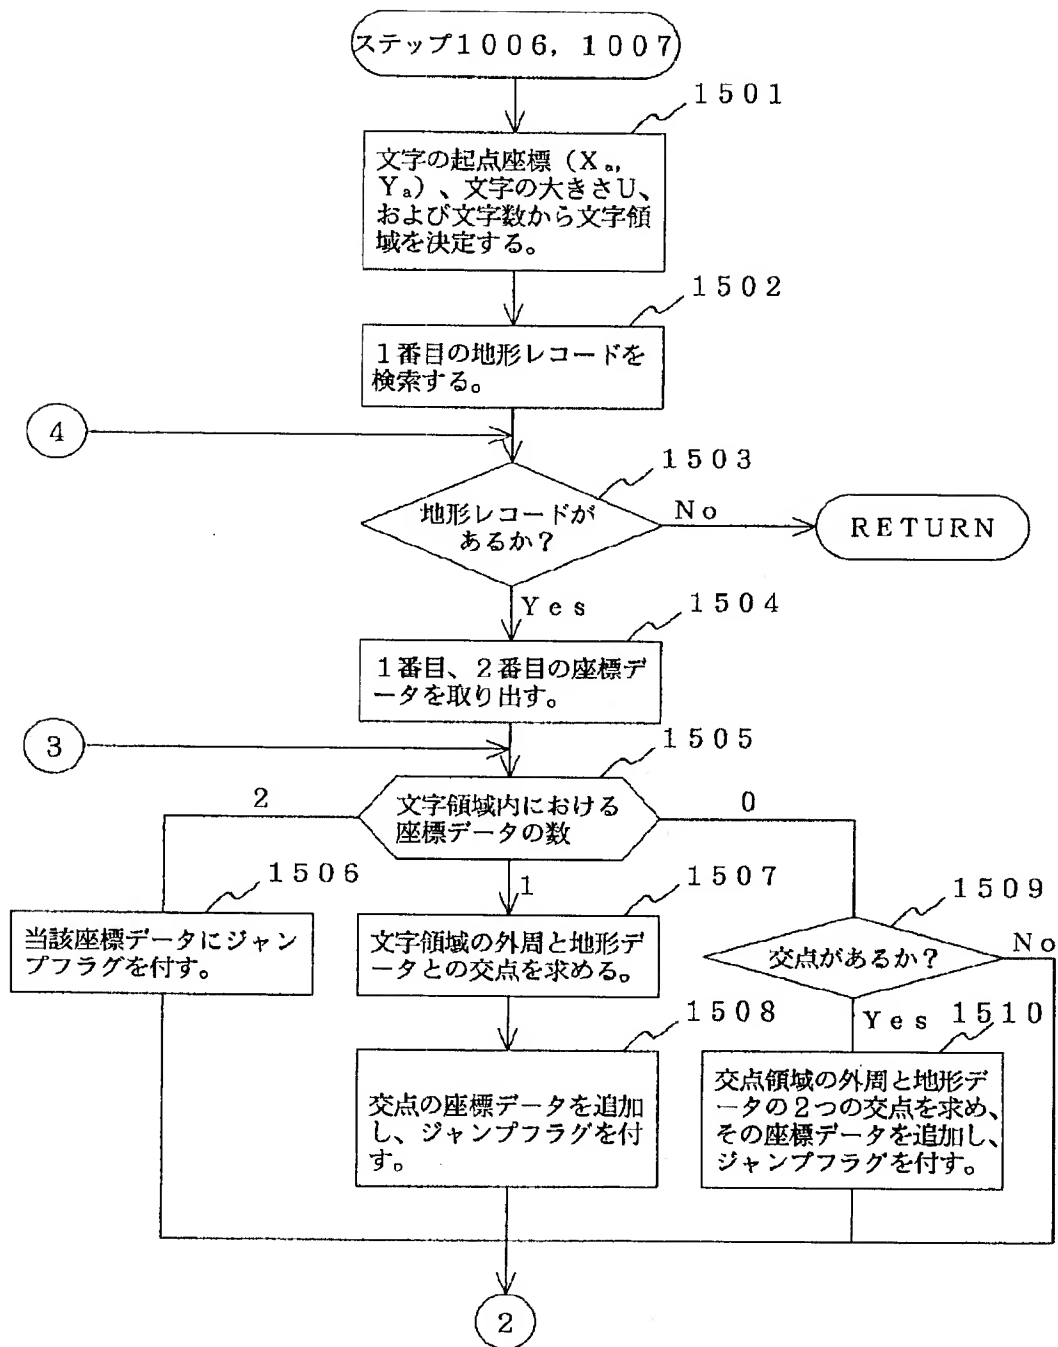 ステップ1006, 1007
1501
文字の起点座標(Xa,
Ya)、文字の大きさU、
および文字数から文字領
域を決定する。
1502
1番目の地形レコードを
検索する。
4
1503
地形レコードが
あるか?
No
RETURN
Yes
1504
1番目、2番目の座標デ
ータを取り出す。
3
1505
文字領域内における
座標データの数
2
0
1
1506
当該座標データにジャン
プフラグを付す。
1507
文字領域の外周と地形デ
ータとの交点を求める。
1509
交点があるか?
No
Yes
1508
交点の座標データを追加
し、ジャンプフラグを付
す。
1510
交点領域の外周と地形デ
ータの2つの交点を求め、
その座標データを追加し、
ジャンプフラグを付す。
2